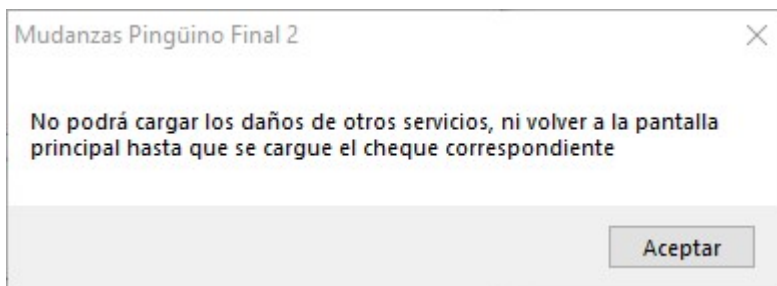 Mudanzas Pingüino Final 2
No podrá cargar los daños de otros servicios, ni volver a la pantalla
principal hasta que se cargue el cheque correspondiente
Aceptar